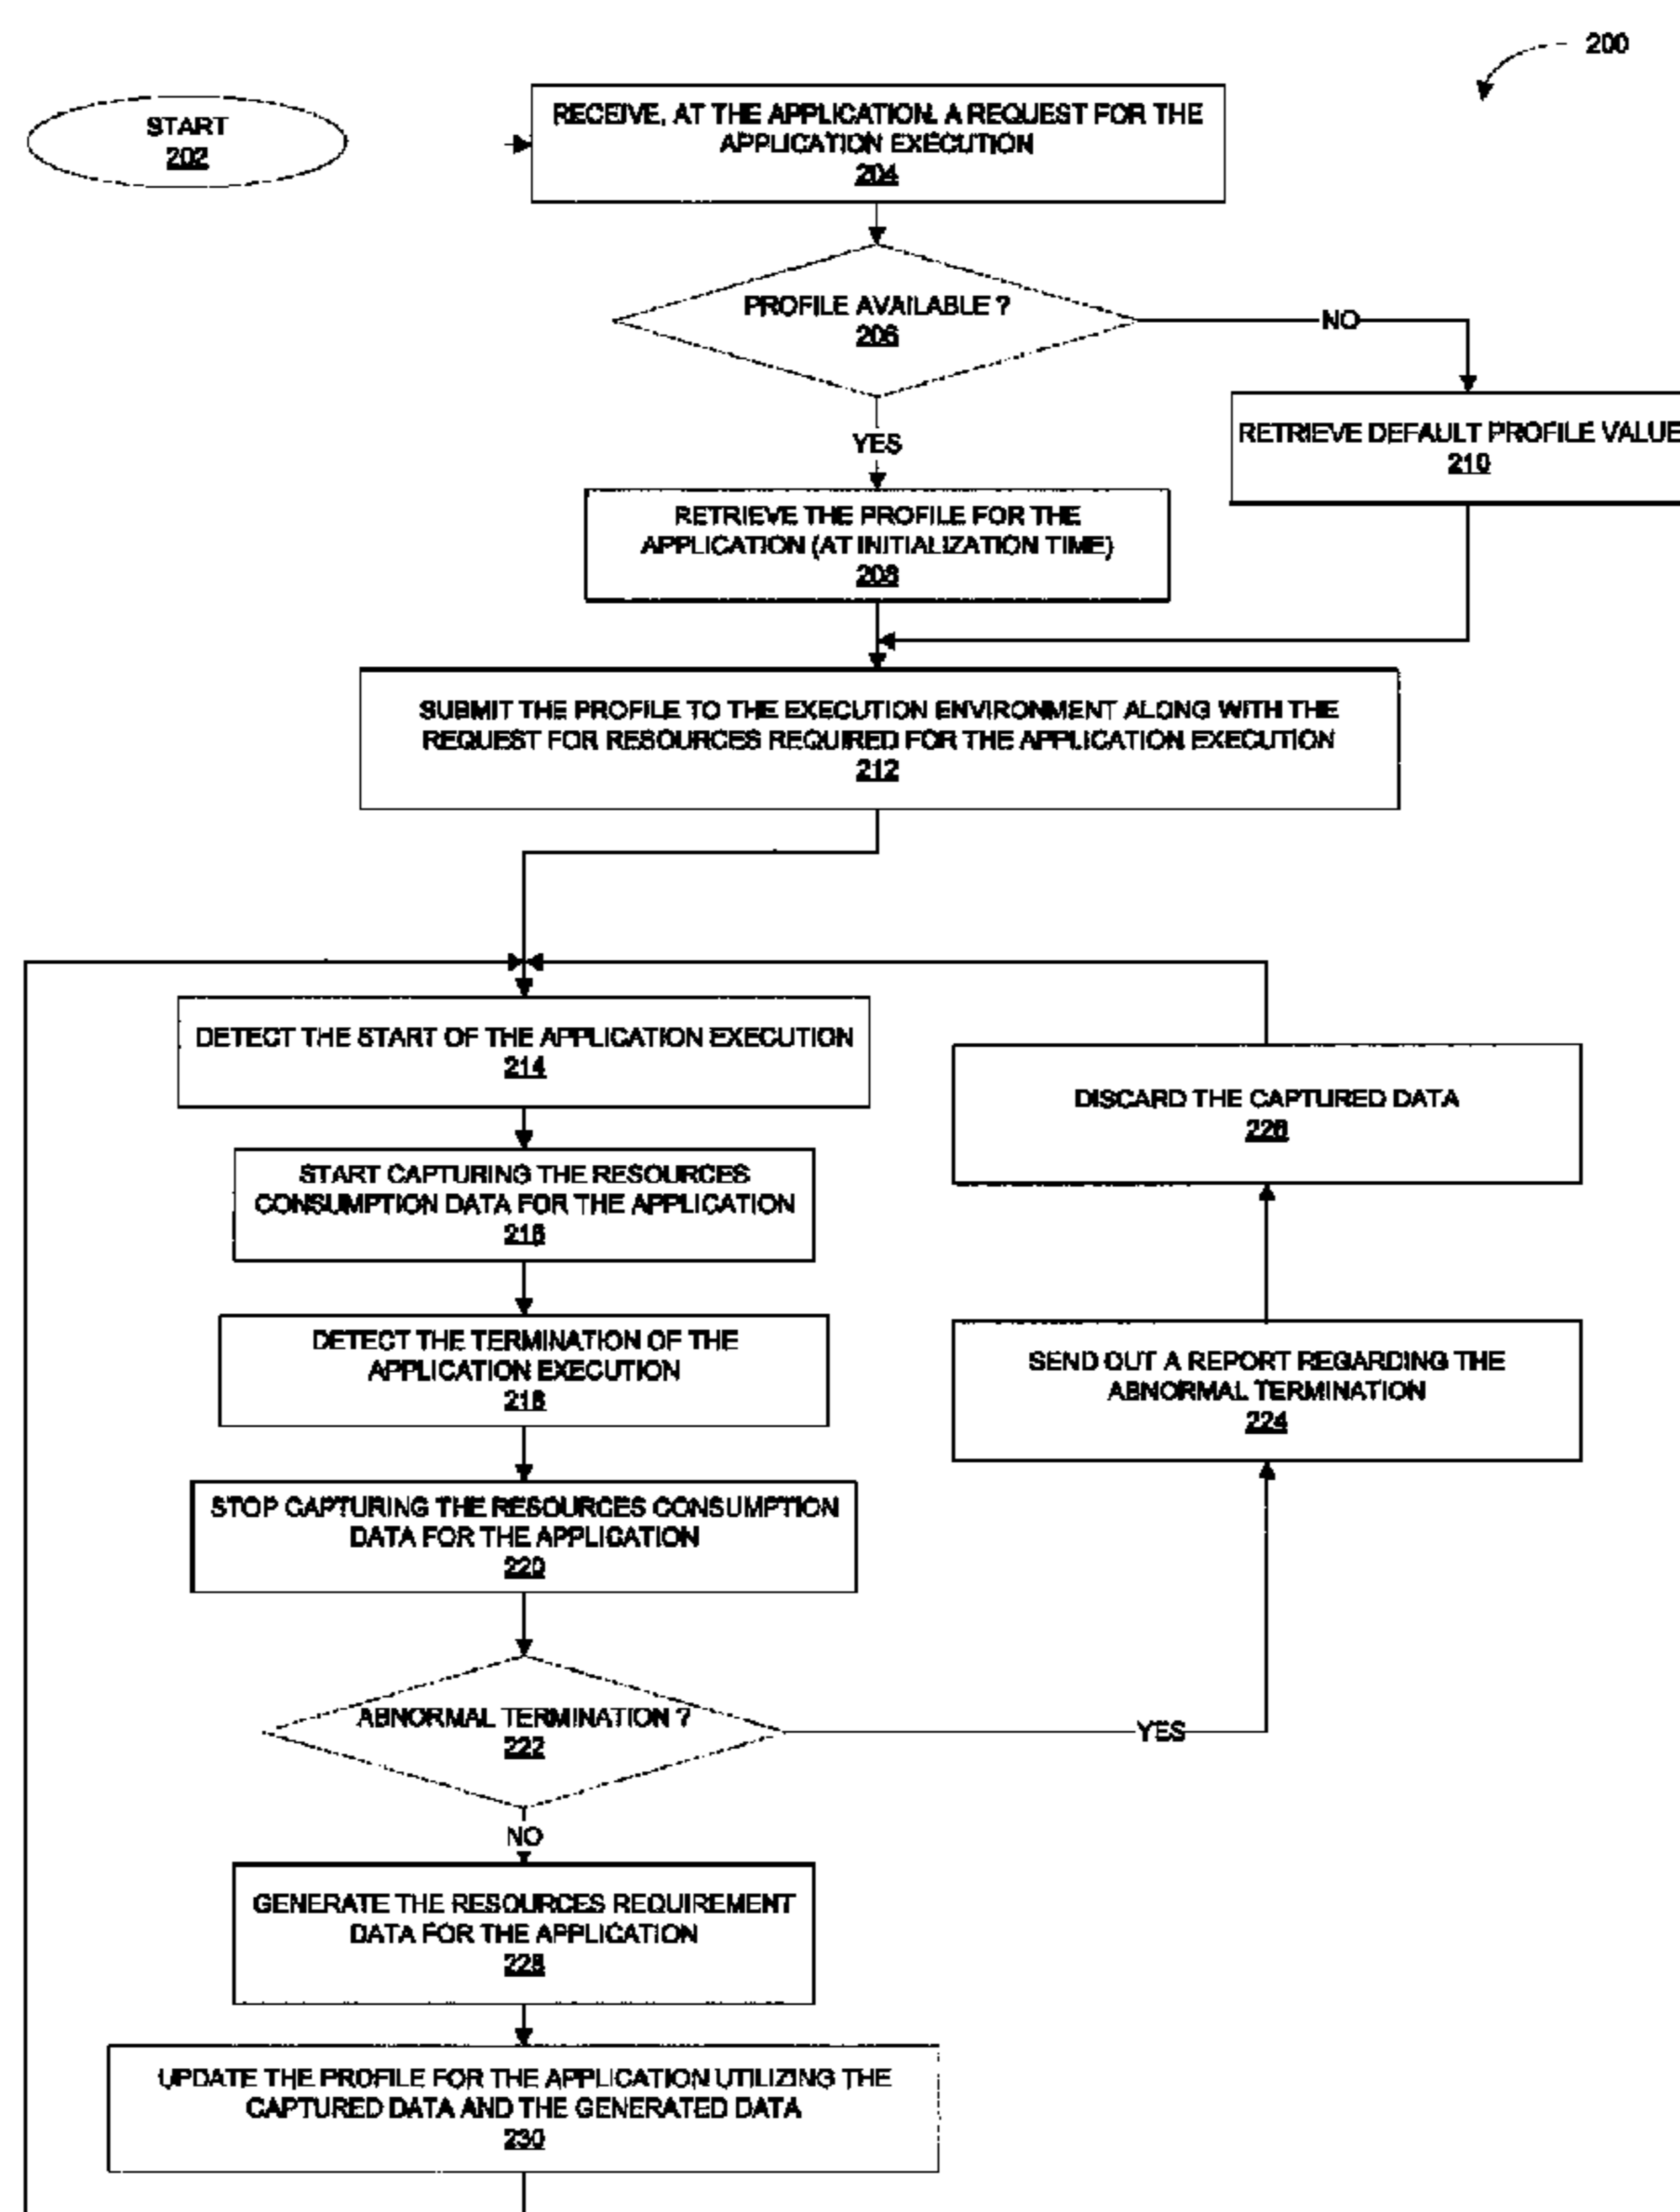 200
START
202
RECEIVE, AT THE APPLICATION, A REQUEST FOR THE
APPLICATION EXECUTION
204
PROFILE AVAILABLE ?
206
NO
YES
RETRIEVE DEFAULT PROFILE VALUE
210
RETRIEVE THE PROFILE FOR THE
APPLICATION (AT INITIALIZATION TIME)
208
SUBMIT THE PROFILE TO THE EXECUTION ENVIRONMENT ALONG WITH THE
REQUEST FOR RESOURCES REQUIRED FOR THE APPLICATION EXECUTION
212
DETECT THE START OF THE APPLICATION EXECUTION
214
DISCARD THE CAPTURED DATA
226
START CAPTURING THE RESOURCES
CONSUMPTION DATA FOR THE APPLICATION
216
DETECT THE TERMINATION OF THE
APPLICATION EXECUTION
218
SEND OUT A REPORT REGARDING THE
ABNORMAL TERMINATION
224
STOP CAPTURING THE RESOURCES CONSUMPTION
DATA FOR THE APPLICATION
220
ABNORMAL TERMINATION ?
222
YES
NO
GENERATE THE RESOURCES REQUIREMENT
DATA FOR THE APPLICATION
228
UPDATE THE PROFILE FOR THE APPLICATION UTILIZING THE
CAPTURED DATA AND THE GENERATED DATA
230